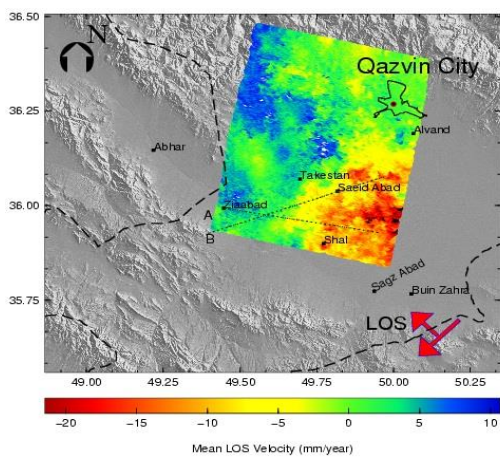 36.50
N
Qazvin City
36.25
Alvand
Abhar
Takestan
Saeid Abad
36.00
Ziaabad
A
B
Shal
Sagz Abad
35.75
Buin Zahra
LOS
49.00 49.25 49.50 49.75 50.00 50.25
−20 −15 −10 −5 0 5 10
Mean LOS Velocity (mm/year)